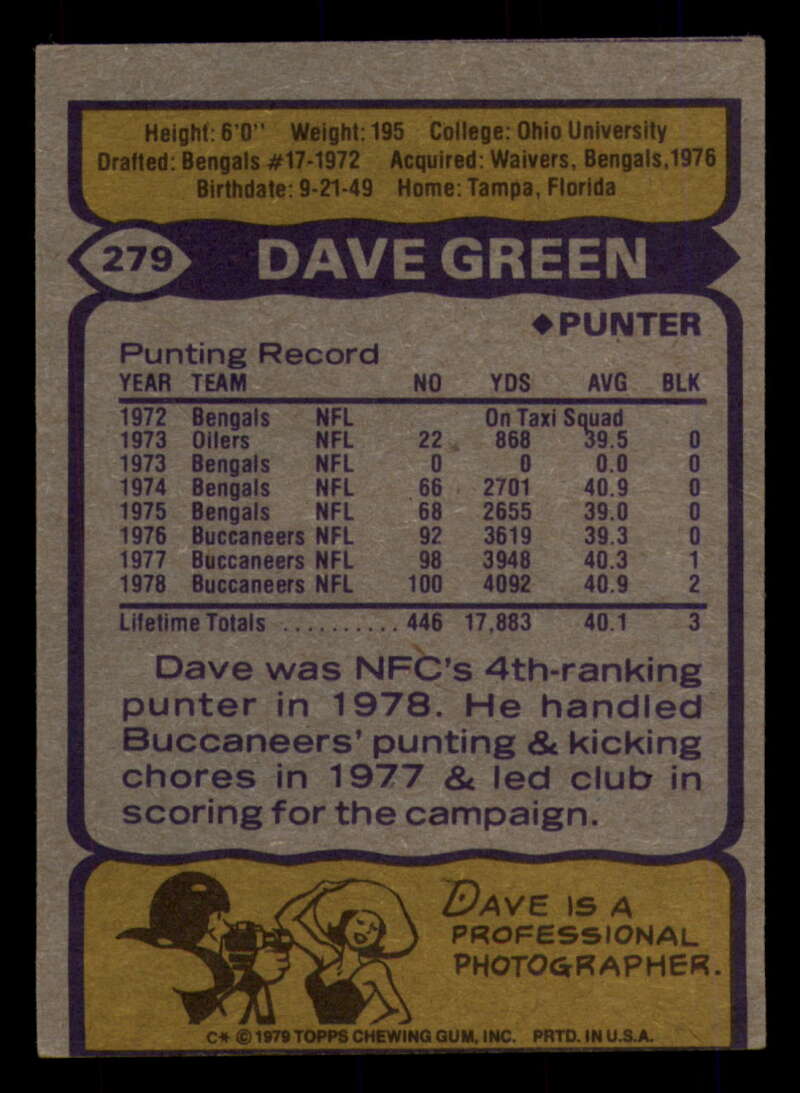 Height: 6'0" Weight: 195 College: Ohio University
Drafted: Bengals #17-1972 Acquired: Waivers, Bengals, 1976
Birthdate: 9-21-49 Home: Tampa, Florida
279 DAVE GREEN
◆PUNTER
Punting Record
YEAR TEAM NO YDS AVG BLK
1972 Bengals NFL On Taxi Squad
1973 Oilers NFL 22 868 39.5 0
1973 Bengals NFL 0 0 0.0 0
1974 Bengals NFL 66 2701 40.9 0
1975 Bengals NFL 68 2655 39.0 0
1976 Buccaneers NFL 92 3619 39.3 0
1977 Buccaneers NFL 98 3948 40.3 1
1978 Buccaneers NFL 100 4092 40.9 2
Lifetime Totals .......... 446 17,883 40.1 3
Dave was NFC's 4th-ranking
punter in 1978. He handled
Buccaneers' punting & kicking
chores in 1977 & led club in
scoring for the campaign.
DAVE IS A
PROFESSIONAL
PHOTOGRAPHER.
C* © 1979 TOPPS CHEWING GUM, INC. PRTD. IN U.S.A.